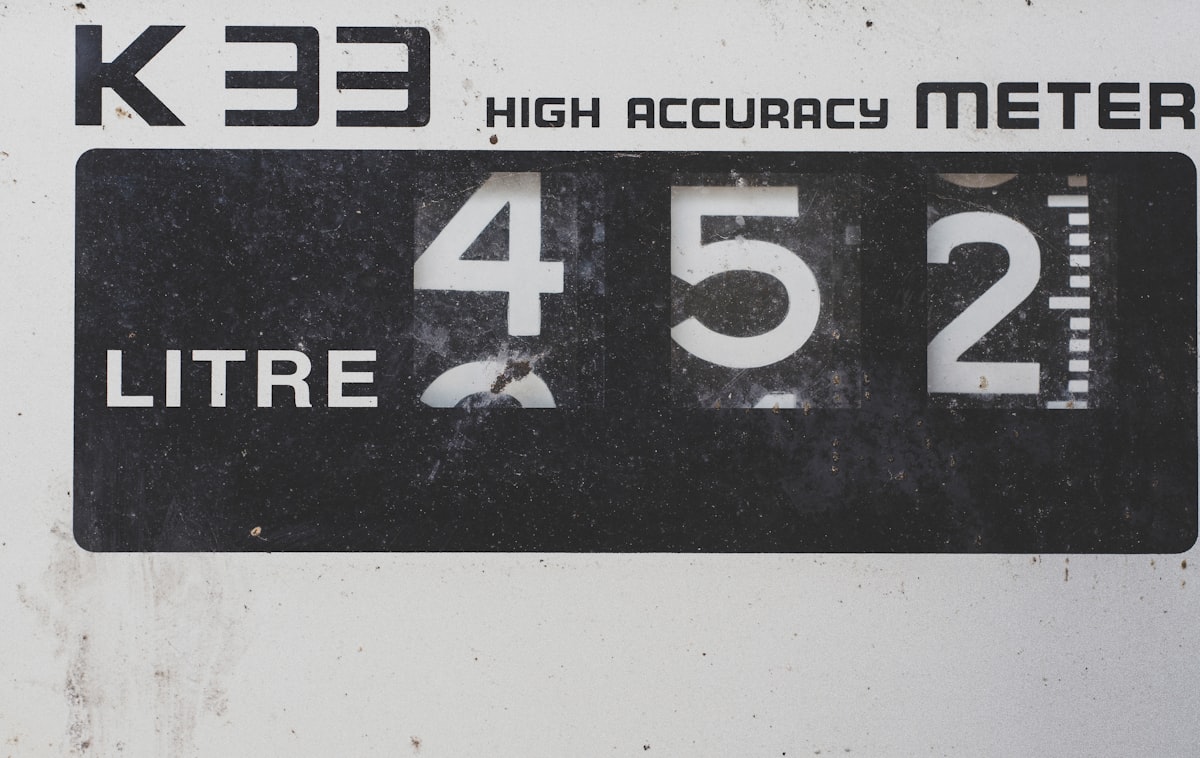 K33 HIGH ACCURACY METER
LITRE 452